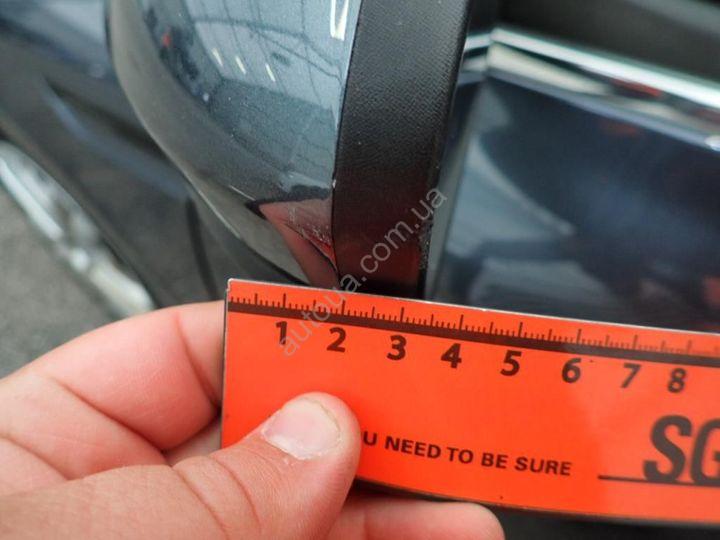 autoua.com.ua
1 2 3 4 5 6 7 8
U NEED TO BE SURE
SG